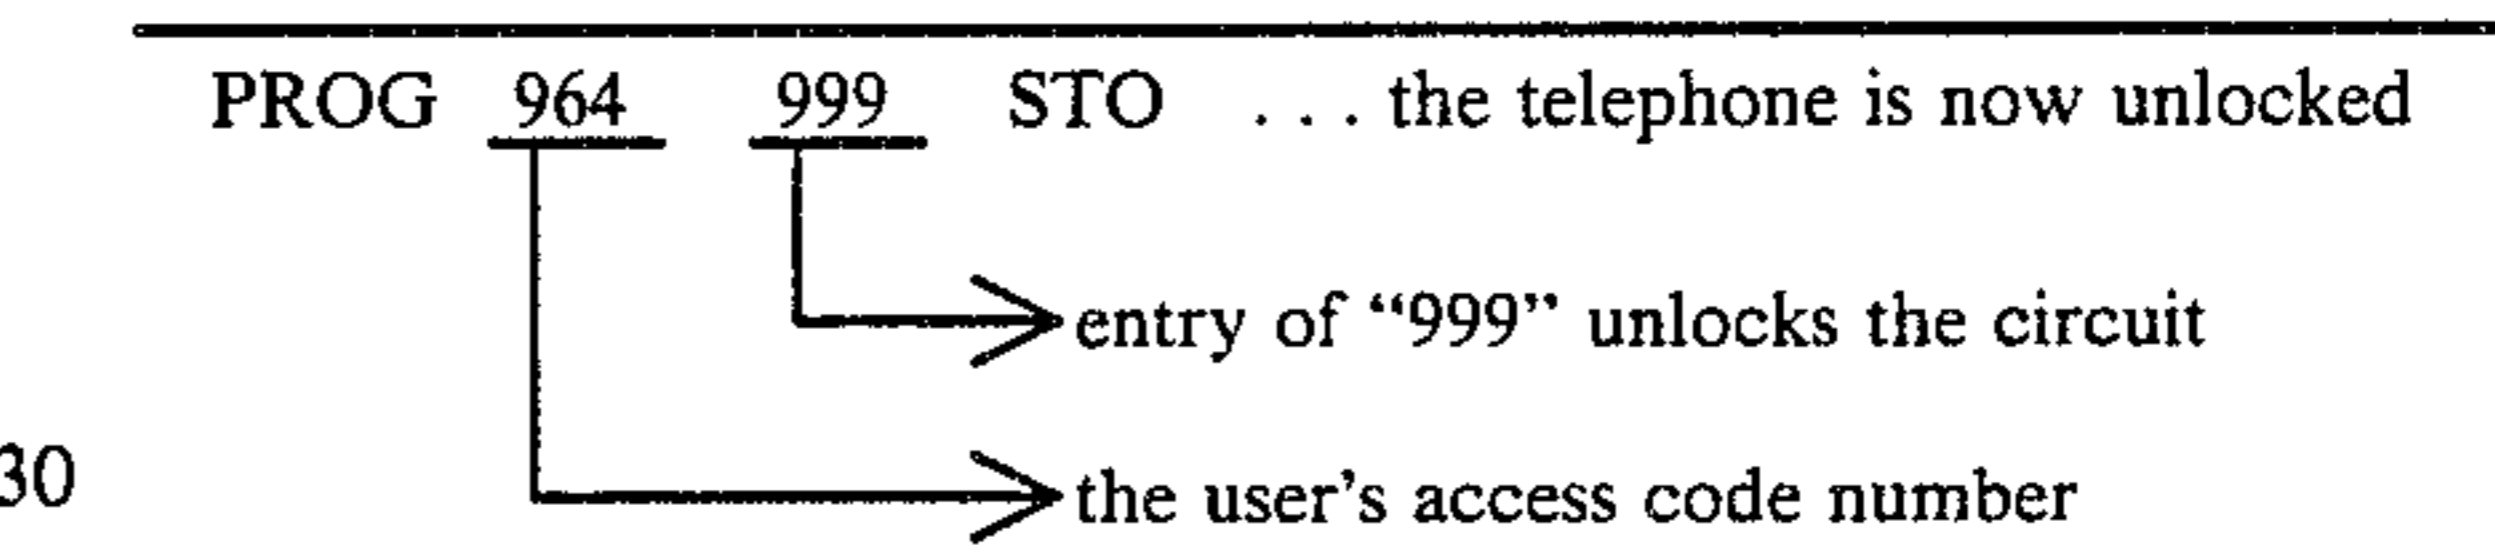 PROG 964 999 STO . . . the telephone is now unlocked
entry of “999” unlocks the circuit
30 the user’s access code number